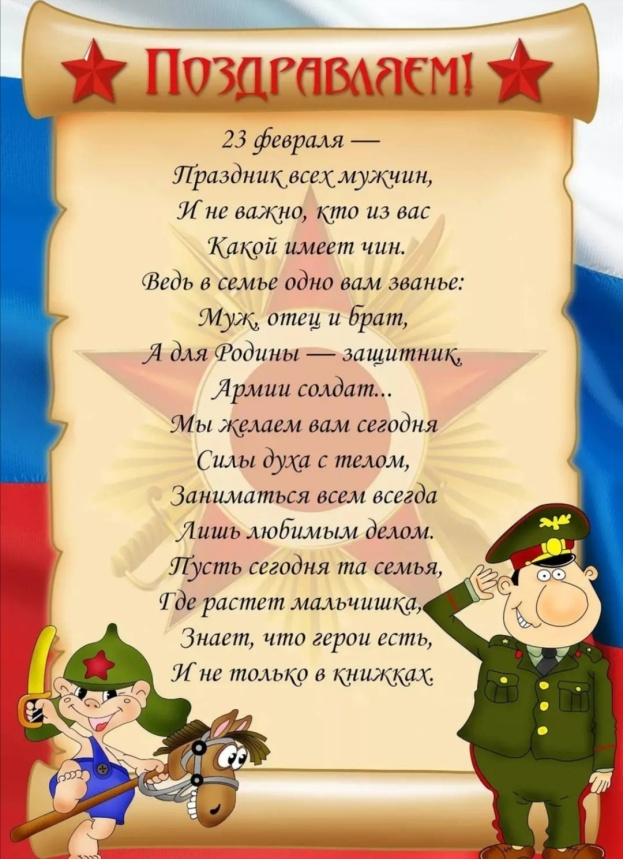 Поздравляем!
23 февраля —
Праздник всех мужчин,
И не важно, кто из вас
Какой имеет чин.
Ведь в семье одно вам званье:
Муж, отец и брат,
А для Родины — защитник,
Армии солдат...
Мы желаем вам сегодня
Силы духа с телом,
Заниматься всем всегда
Лишь любимым делом.
Пусть сегодня та семья,
Где растет мальчишка,
Знает, что герои есть,
И не только в книжках.